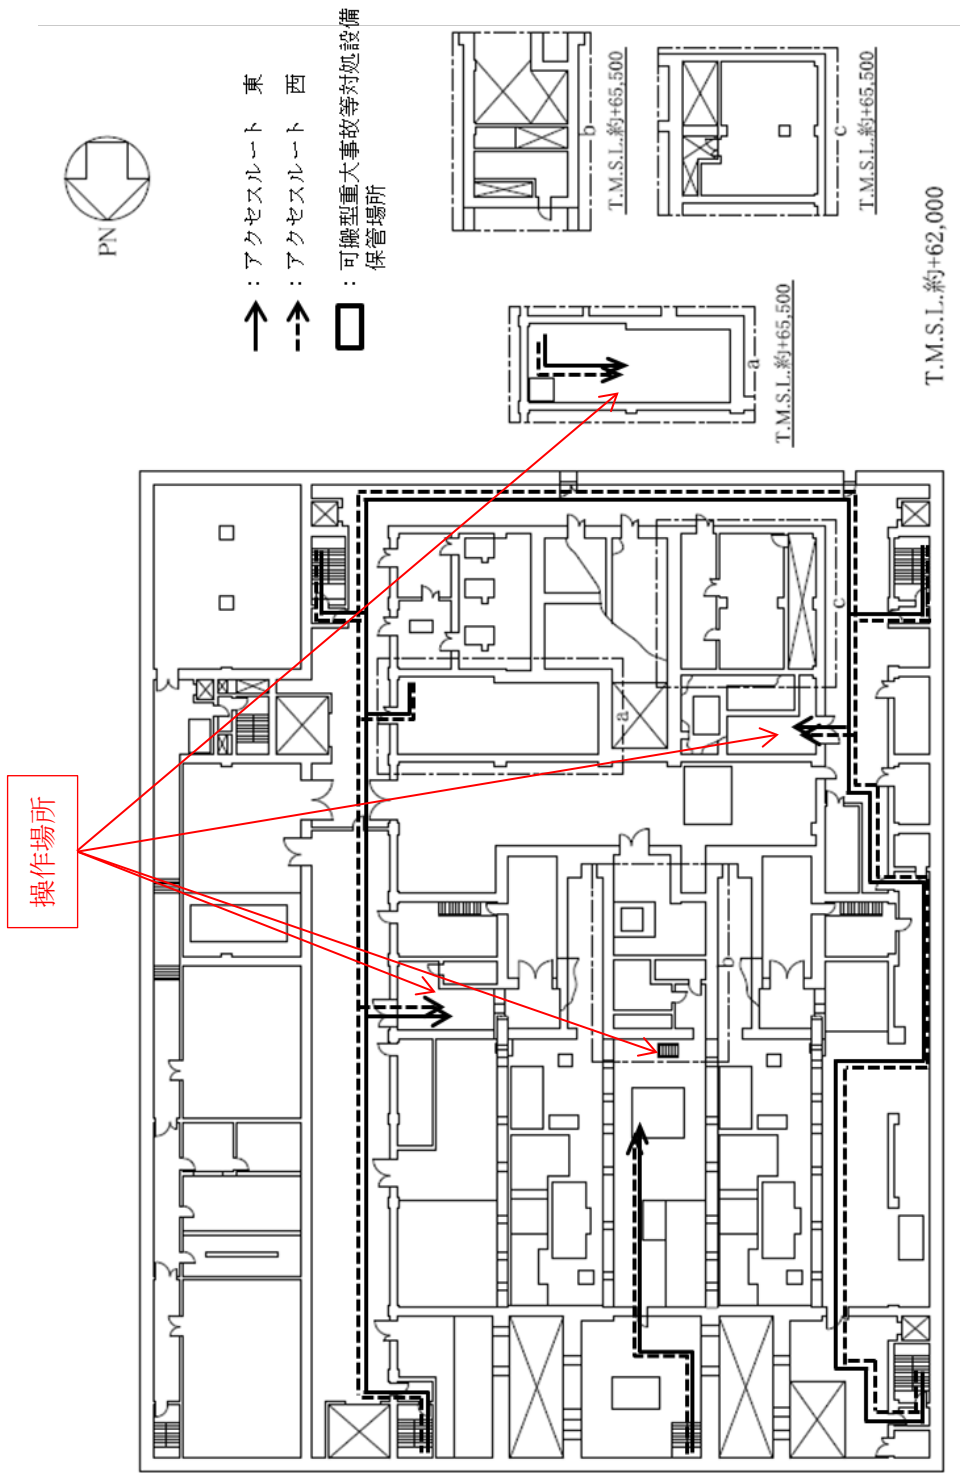 PN
: アクセスルート 東
: アクセスルート 西
: 可搬型重大事故等対処設備
保管場所
b
T.M.S.L.約+65,500
c
T.M.S.L.約+65,500
a
T.M.S.L.約+65,500
T.M.S.L.約+62,000
操作場所
a
b
c